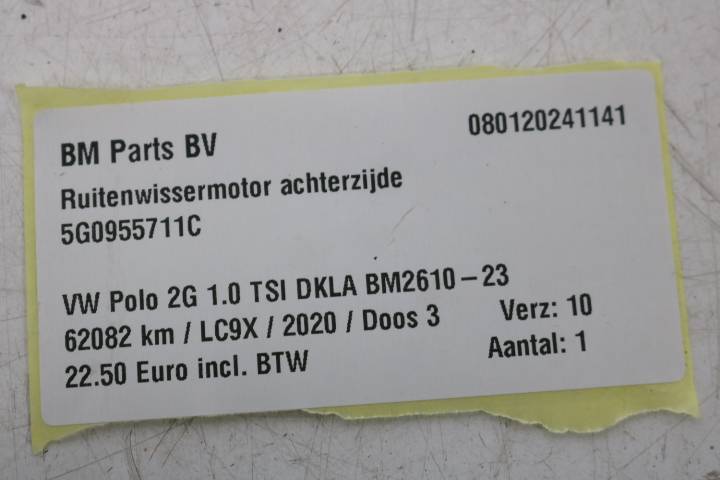 BM Parts BV 080120241141
Ruitenwissermotor achterzijde
5G0955711C
VW Polo 2G 1.0 TSI DKLA BM2610-23
62082 km / LC9X / 2020 / Doos 3 Verz: 10
22.50 Euro incl. BTW Aantal: 1